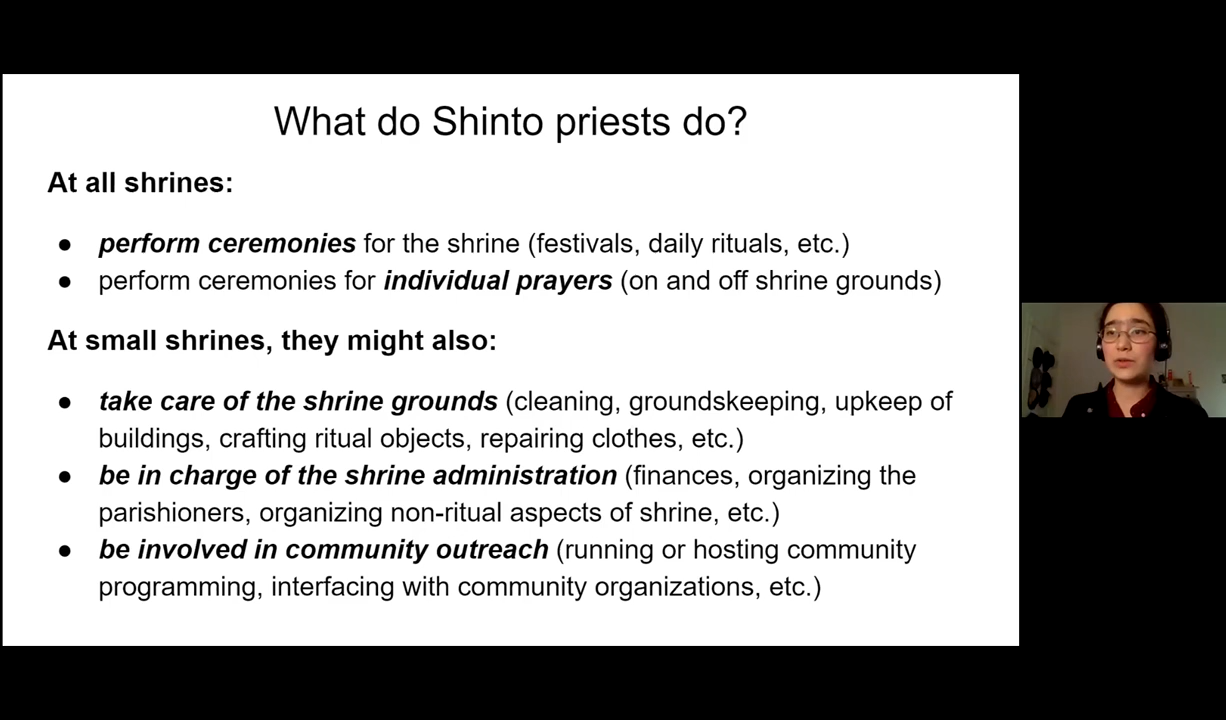 What do Shinto priests do?
At all shrines:
● perform ceremonies for the shrine (festivals, daily rituals, etc.)
● perform ceremonies for individual prayers (on and off shrine grounds)
At small shrines, they might also:
● take care of the shrine grounds (cleaning, groundskeeping, upkeep of
buildings, crafting ritual objects, repairing clothes, etc.)
● be in charge of the shrine administration (finances, organizing the
parishioners, organizing non-ritual aspects of shrine, etc.)
● be involved in community outreach (running or hosting community
programming, interfacing with community organizations, etc.)